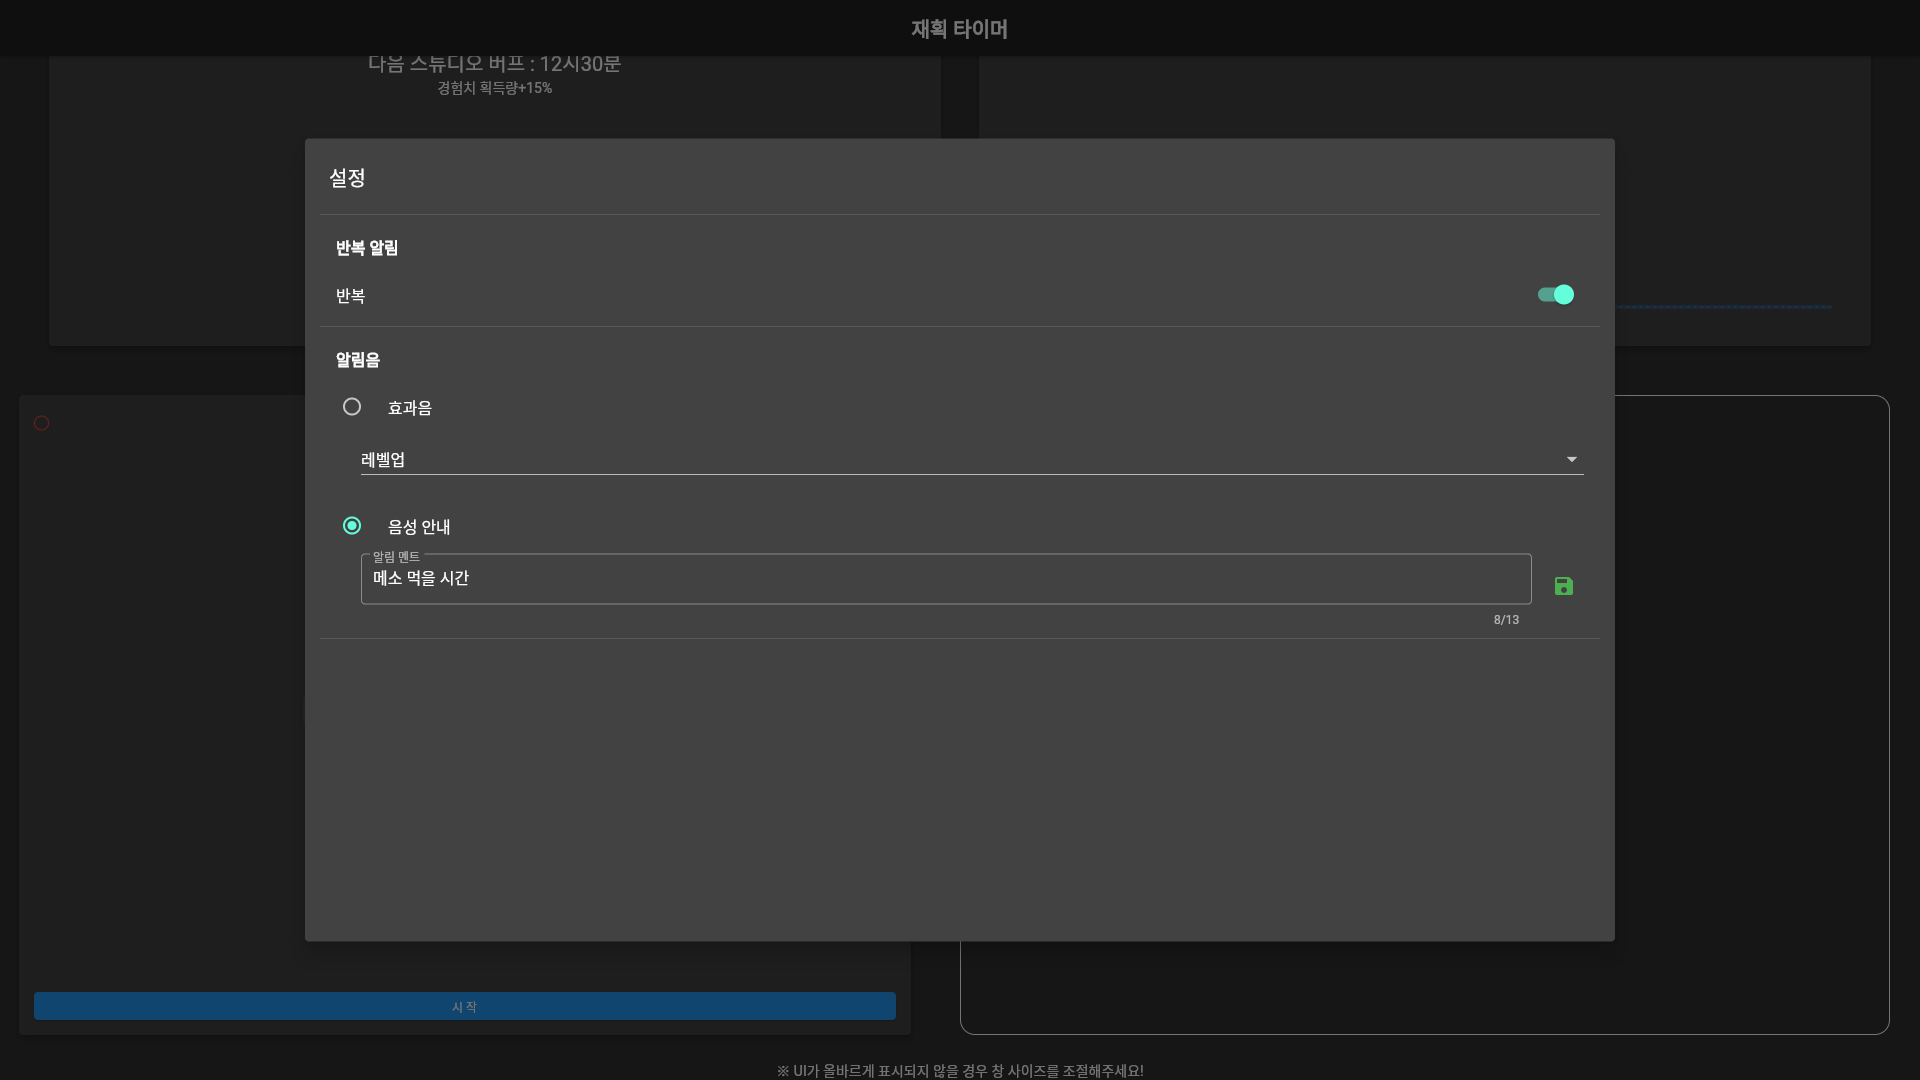 재획 타이머
다음 스튜디오 버프 : 12시30분
경험치 획득량+15%
설정
반복 알림
반복
알림음
효과음
레벨업
음성 안내
알림 멘트
메소 먹을 시간
8/13
시작
※ UI가 올바르게 표시되지 않을 경우 창 사이즈를 조절해주세요!